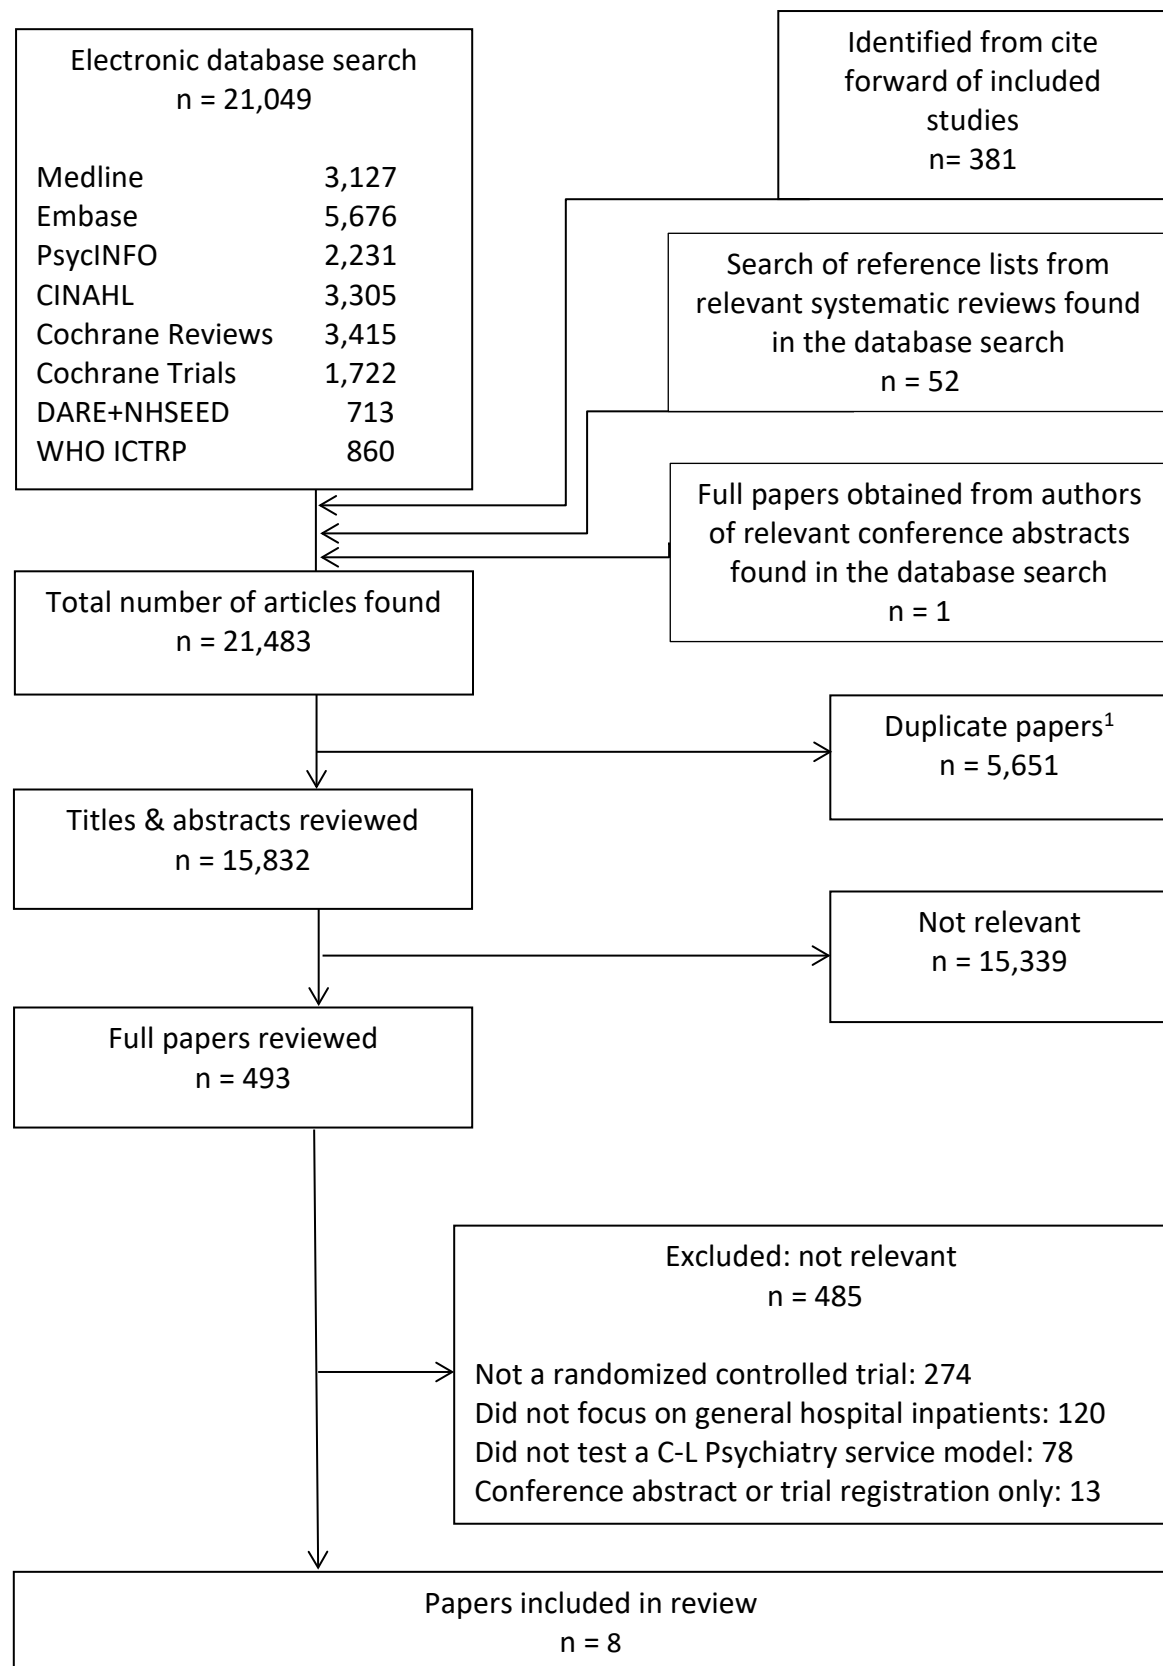 Electronic database search
n = 21,049
Medline 3,127
Embase 5,676
PsycINFO 2,231
CINAHL 3,305
Cochrane Reviews 3,415
Cochrane Trials 1,722
DARE+NHSEED 713
WHO ICTRP 860
Identified from cite
forward of included
studies
n= 381
Search of reference lists from
relevant systematic reviews found
in the database search
n = 52
Full papers obtained from authors
of relevant conference abstracts
found in the database search
n = 1
Total number of articles found
n = 21,483
Duplicate papers¹
n = 5,651
Titles & abstracts reviewed
n = 15,832
Not relevant
n = 15,339
Full papers reviewed
n = 493
Excluded: not relevant
n = 485
Not a randomized controlled trial: 274
Did not focus on general hospital inpatients: 120
Did not test a C-L Psychiatry service model: 78
Conference abstract or trial registration only: 13
Papers included in review
n = 8